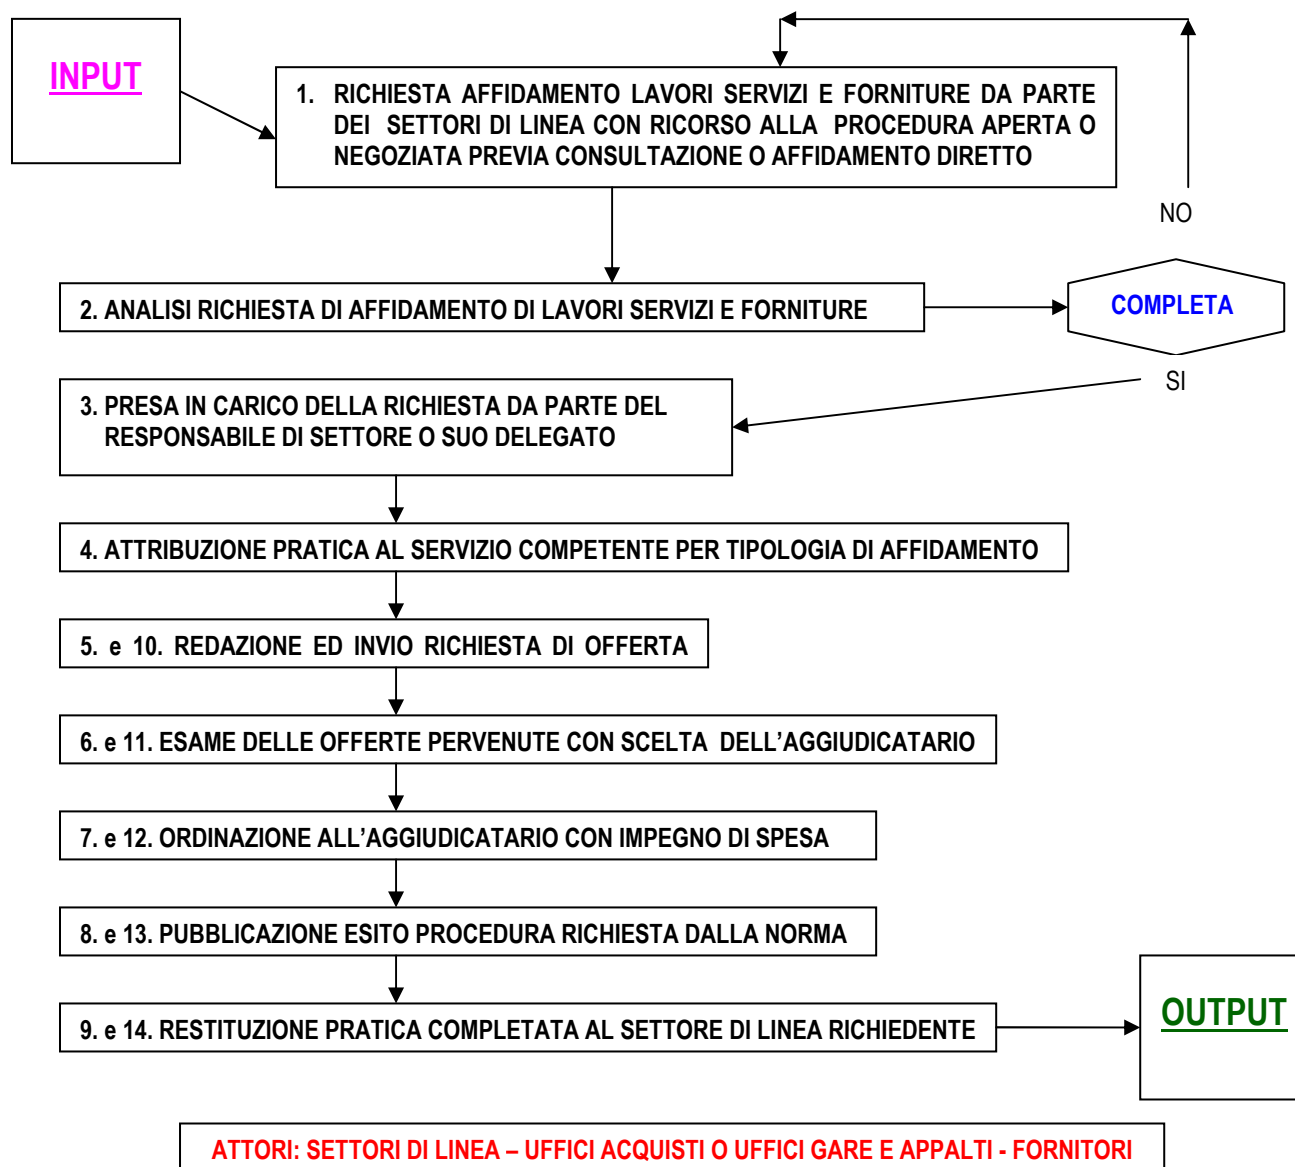 INPUT
1. RICHIESTA AFFIDAMENTO LAVORI SERVIZI E FORNITURE DA PARTE
DEI SETTORI DI LINEA CON RICORSO ALLA PROCEDURA APERTA O
NEGOZIATA PREVIA CONSULTAZIONE O AFFIDAMENTO DIRETTO
NO
2. ANALISI RICHIESTA DI AFFIDAMENTO DI LAVORI SERVIZI E FORNITURE
COMPLETA
SI
3. PRESA IN CARICO DELLA RICHIESTA DA PARTE DEL
RESPONSABILE DI SETTORE O SUO DELEGATO
4. ATTRIBUZIONE PRATICA AL SERVIZIO COMPETENTE PER TIPOLOGIA DI AFFIDAMENTO
5. e 10. REDAZIONE ED INVIO RICHIESTA DI OFFERTA
6. e 11. ESAME DELLE OFFERTE PERVENUTE CON SCELTA DELL’AGGIUDICATARIO
7. e 12. ORDINAZIONE ALL’AGGIUDICATARIO CON IMPEGNO DI SPESA
8. e 13. PUBBLICAZIONE ESITO PROCEDURA RICHIESTA DALLA NORMA
9. e 14. RESTITUZIONE PRATICA COMPLETATA AL SETTORE DI LINEA RICHIEDENTE
OUTPUT
ATTORI: SETTORI DI LINEA – UFFICI ACQUISTI O UFFICI GARE E APPALTI - FORNITORI